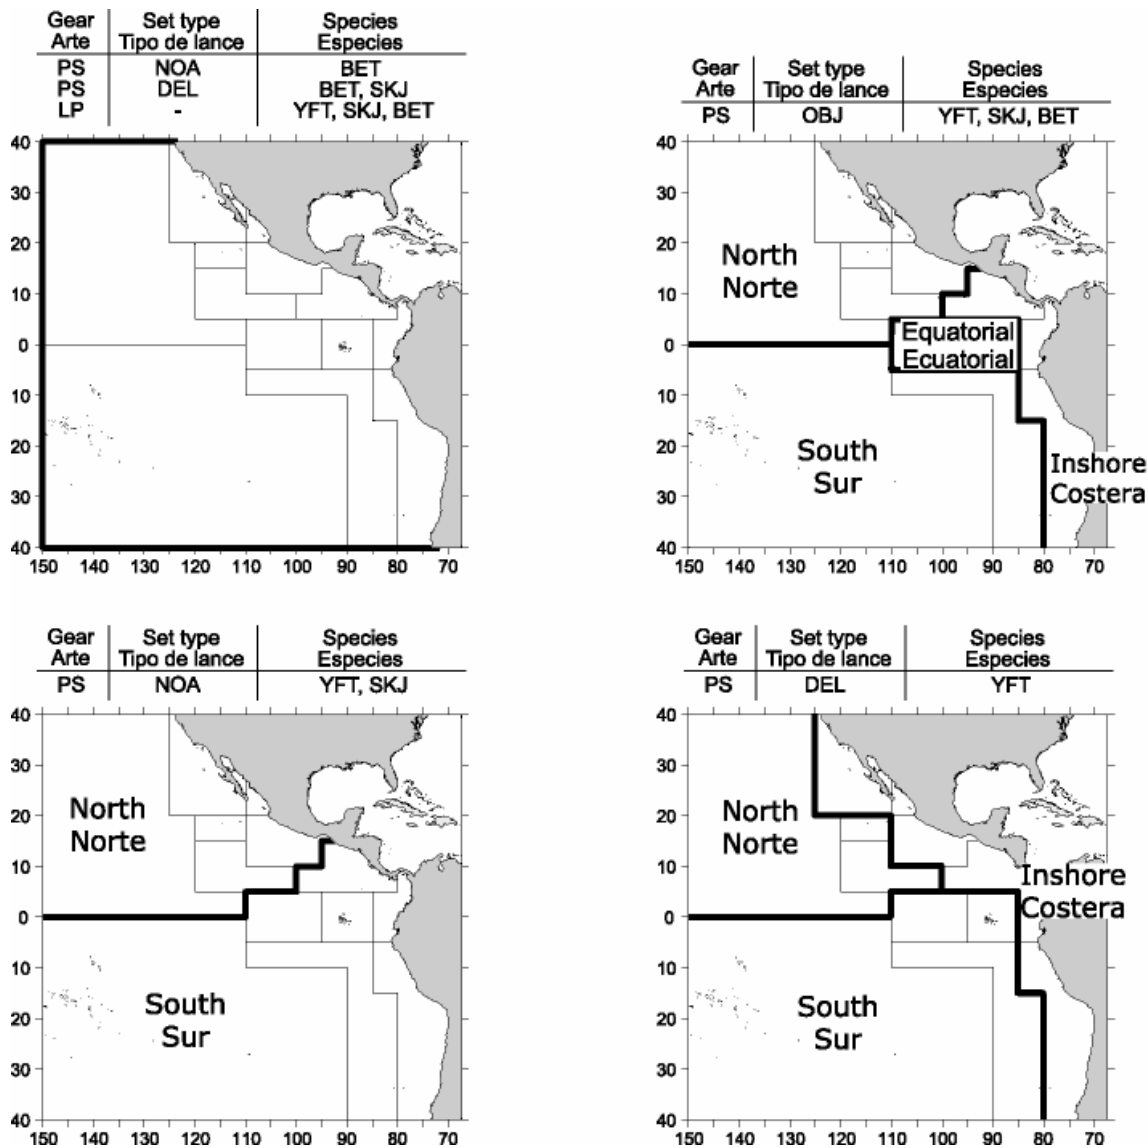 Gear Set type Species
Arte Tipo de lance Especies
PS NOA BET
PS DEL BET, SKJ
LP - YFT, SKJ, BET
40
30
20
10
0
10
20
30
40
150 140 130 120 110 100 90 80 70
Gear Set type Species
Arte Tipo de lance Especies
PS OBJ YFT, SKJ, BET
40
30
20
10
0
10
20
30
40
North
Norte
Equatorial
Ecuatorial
South
Sur
Inshore
Costera
150 140 130 120 110 100 90 80 70
Gear Set type Species
Arte Tipo de lance Especies
PS NOA YFT, SKJ
40
30
20
10
0
10
20
30
40
North
Norte
South
Sur
150 140 130 120 110 100 90 80 70
Gear Set type Species
Arte Tipo de lance Especies
PS DEL YFT
40
30
20
10
0
10
20
30
40
North
Norte
Inshore
Costera
South
Sur
150 140 130 120 110 100 90 80 70